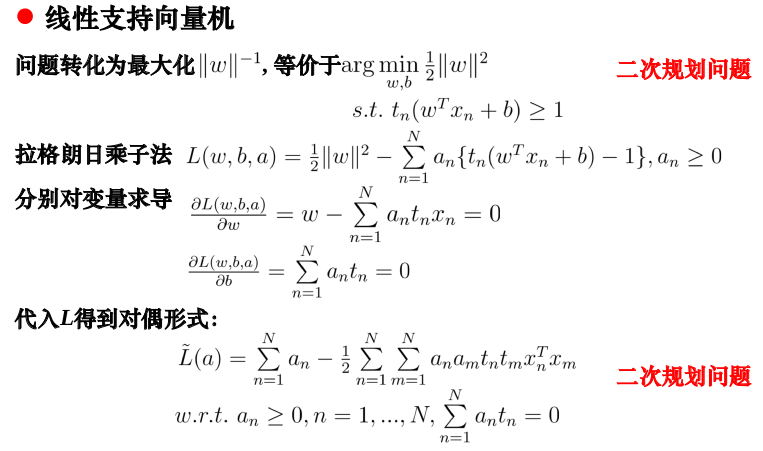 ● 线性支持向量机
问题转化为最大化 $\|w\|^{-1}$, 等价于 $\arg\min_{w,b} \frac{1}{2}\|w\|^2$
二次规划问题
$s.t.\ t_n(w^T x_n + b) \geq 1$
拉格朗日乘子法 $L(w,b,a) = \frac{1}{2}\|w\|^2 - \sum_{n=1}^{N} a_n\{t_n(w^T x_n + b) - 1\}, a_n \geq 0$
分别对变量求导 $\frac{\partial L(w,b,a)}{\partial w} = w - \sum_{n=1}^{N} a_n t_n x_n = 0$
$\frac{\partial L(w,b,a)}{\partial b} = \sum_{n=1}^{N} a_n t_n = 0$
代入L得到对偶形式：
$\tilde{L}(a) = \sum_{n=1}^{N} a_n - \frac{1}{2} \sum_{n=1}^{N} \sum_{m=1}^{N} a_n a_m t_n t_m x_n^T x_m$
二次规划问题
$w.r.t.\ a_n \geq 0, n = 1, ..., N, \sum_{n=1}^{N} a_n t_n = 0$